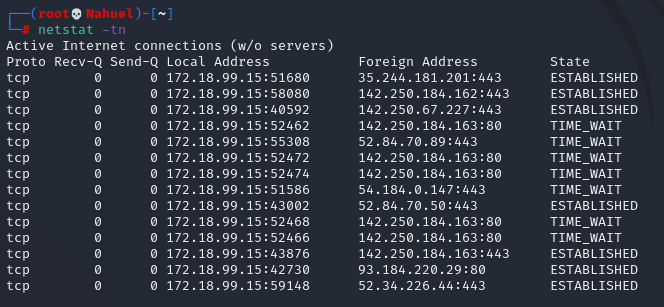 ┌──(root💀Nahuel)-[~]
└─# netstat -tn
Active Internet connections (w/o servers)
Proto Recv-Q Send-Q Local Address           Foreign Address         State
tcp        0      0 172.18.99.15:51680      35.244.181.201:443      ESTABLISHED
tcp        0      0 172.18.99.15:58080      142.250.184.162:443     ESTABLISHED
tcp        0      0 172.18.99.15:40592      142.250.67.227:443      ESTABLISHED
tcp        0      0 172.18.99.15:52462      142.250.184.163:80      TIME_WAIT
tcp        0      0 172.18.99.15:55308      52.84.70.89:443         TIME_WAIT
tcp        0      0 172.18.99.15:52472      142.250.184.163:80      TIME_WAIT
tcp        0      0 172.18.99.15:52474      142.250.184.163:80      TIME_WAIT
tcp        0      0 172.18.99.15:51586      54.184.0.147:443        TIME_WAIT
tcp        0      0 172.18.99.15:43002      52.84.70.50:443         ESTABLISHED
tcp        0      0 172.18.99.15:52468      142.250.184.163:80      TIME_WAIT
tcp        0      0 172.18.99.15:52466      142.250.184.163:80      TIME_WAIT
tcp        0      0 172.18.99.15:43876      142.250.184.163:443     ESTABLISHED
tcp        0      0 172.18.99.15:42730      93.184.220.29:80        ESTABLISHED
tcp        0      0 172.18.99.15:59148      52.34.226.44:443        ESTABLISHED